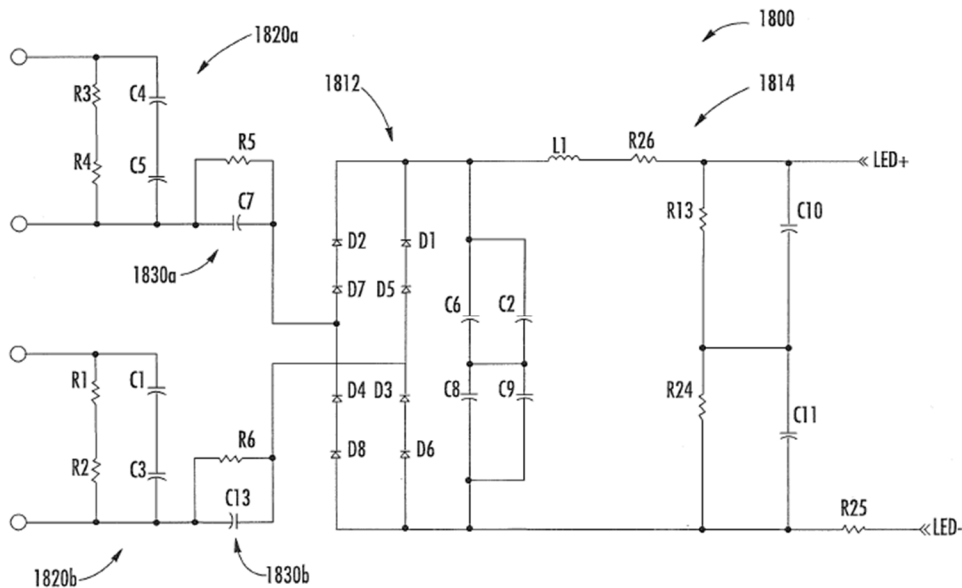 1820a
1800
1812
1814
R3
C4
R5
L1
R26
LED+
R4
C5
C7
R13
C10
D2
D1
1830a
D7
D5
C6
C2
R1
C1
D4
D3
C8
C9
R24
C11
R2
C3
R6
D8
D6
C13
R25
LED-
1820b
1830b